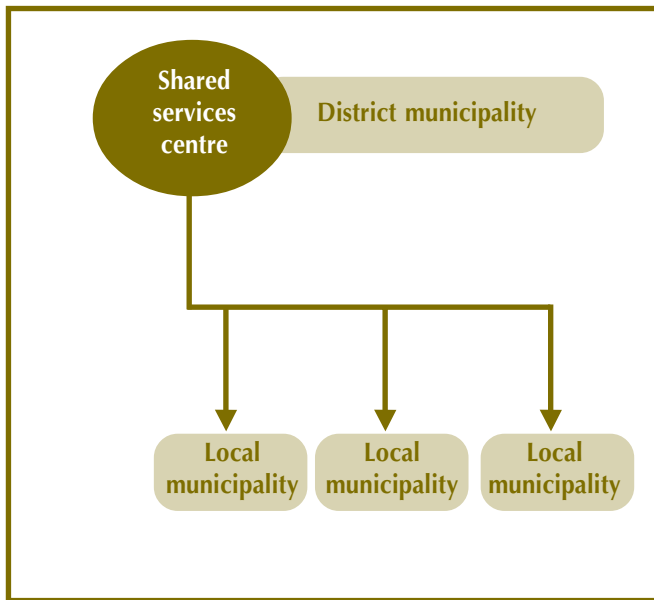 Shared
services
centre
District municipality
Local
municipality
Local
municipality
Local
municipality